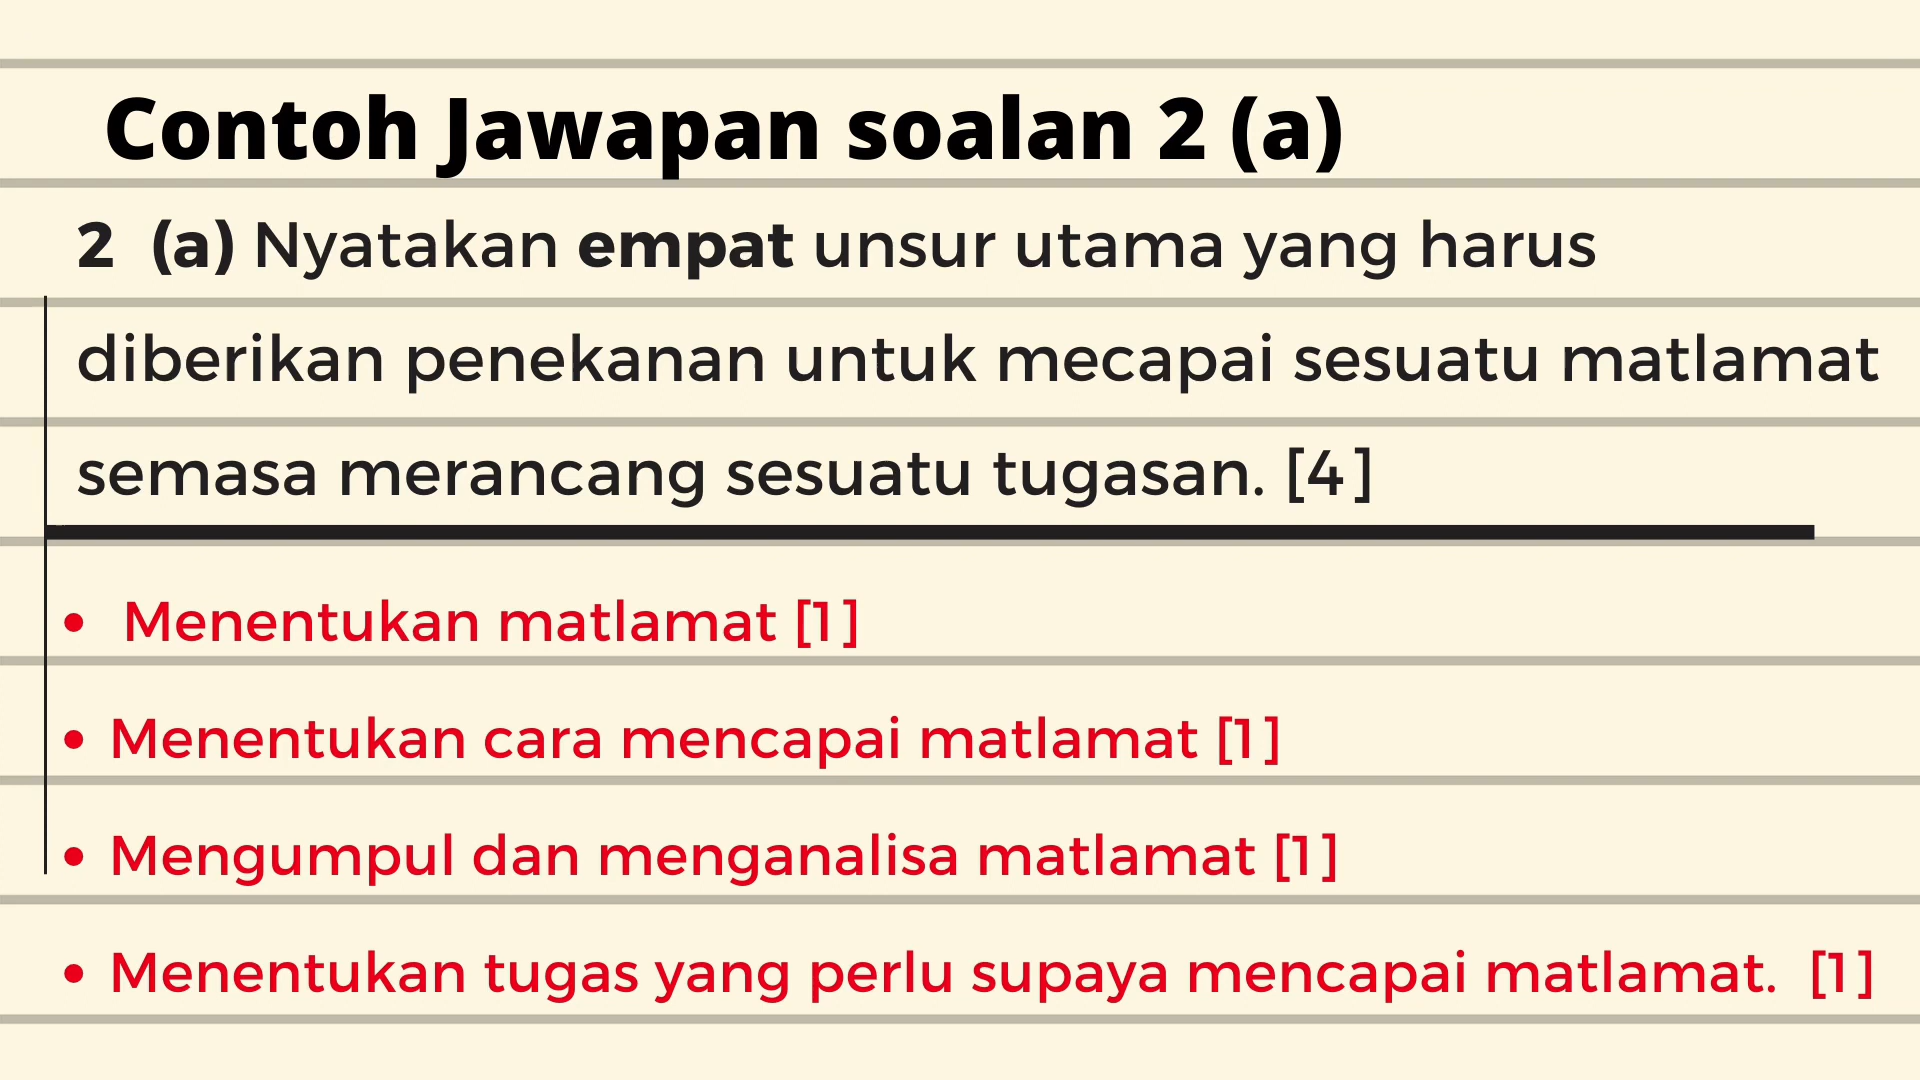 Contoh Jawapan soalan 2 (a)
2 (a) Nyatakan empat unsur utama yang harus
diberikan penekanan untuk mecapai sesuatu matlamat
semasa merancang sesuatu tugasan. [4]
• Menentukan matlamat [1]
• Menentukan cara mencapai matlamat [1]
• Mengumpul dan menganalisa matlamat [1]
• Menentukan tugas yang perlu supaya mencapai matlamat. [1]